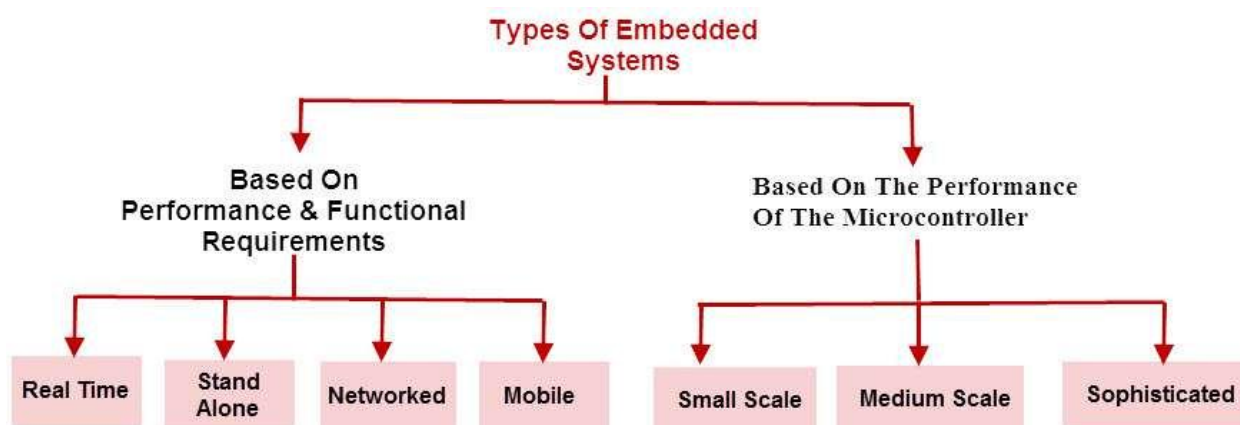 Types Of Embedded
Systems
Based On
Performance & Functional
Requirements
Based On The Performance
Of The Microcontroller
Real Time
Stand
Alone
Networked
Mobile
Small Scale
Medium Scale
Sophisticated